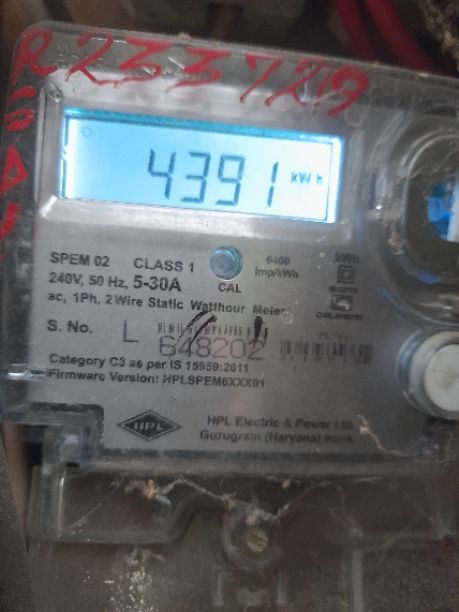 R233729
4391 kWh
SPEM 02 CLASS 1 6400 kWh
240V, 50 Hz, 5-30A CAL Imp/kWh
ac, 1Ph, 2 Wire Static Watthour Meter
S. No. L 648202
Category C3 as per IS 15959:2011
Firmware Version: HPLSPEM6XXX01
HPL HPL Electric & Power Ltd.
Gurugram (Haryana) INDIA